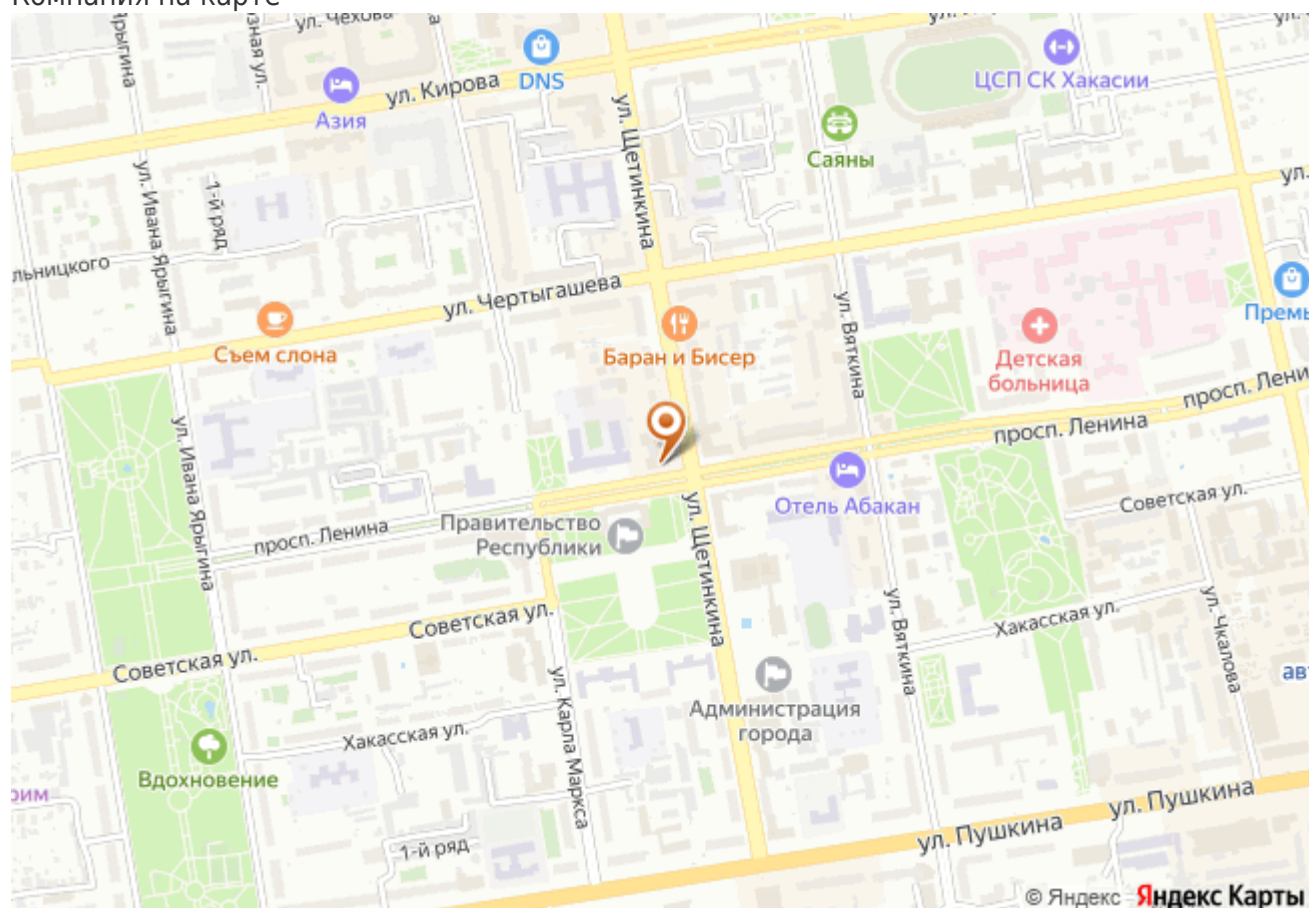 Компания на карте
ул. Чехова
DNS
ЦСП СК Хакасии
ул. Кирова
Азия
ул. Щетинкина
Саяны
ул. Ивана Ярыгина
1-й ряд
ул.
льницкого
ул. Чертыгашева
ул. Вяткина
Съем слона
Баран и Бисер
Детская
больница
просп. Ленина
Отель Абакан
Советская ул.
ул. Ивана Ярыгина
просп. Ленина
Правительство
Республики
ул. Щетинкина
Советская ул.
Советская ул.
ул. Вяткина
Хакасская ул.
ул. Чкалова
Администрация
города
ул. Карла Маркса
Хакасская ул.
Вдохновение
1-й ряд
ул. Пушкина
ул. Пушкина
© Яндекс Яндекс Карты